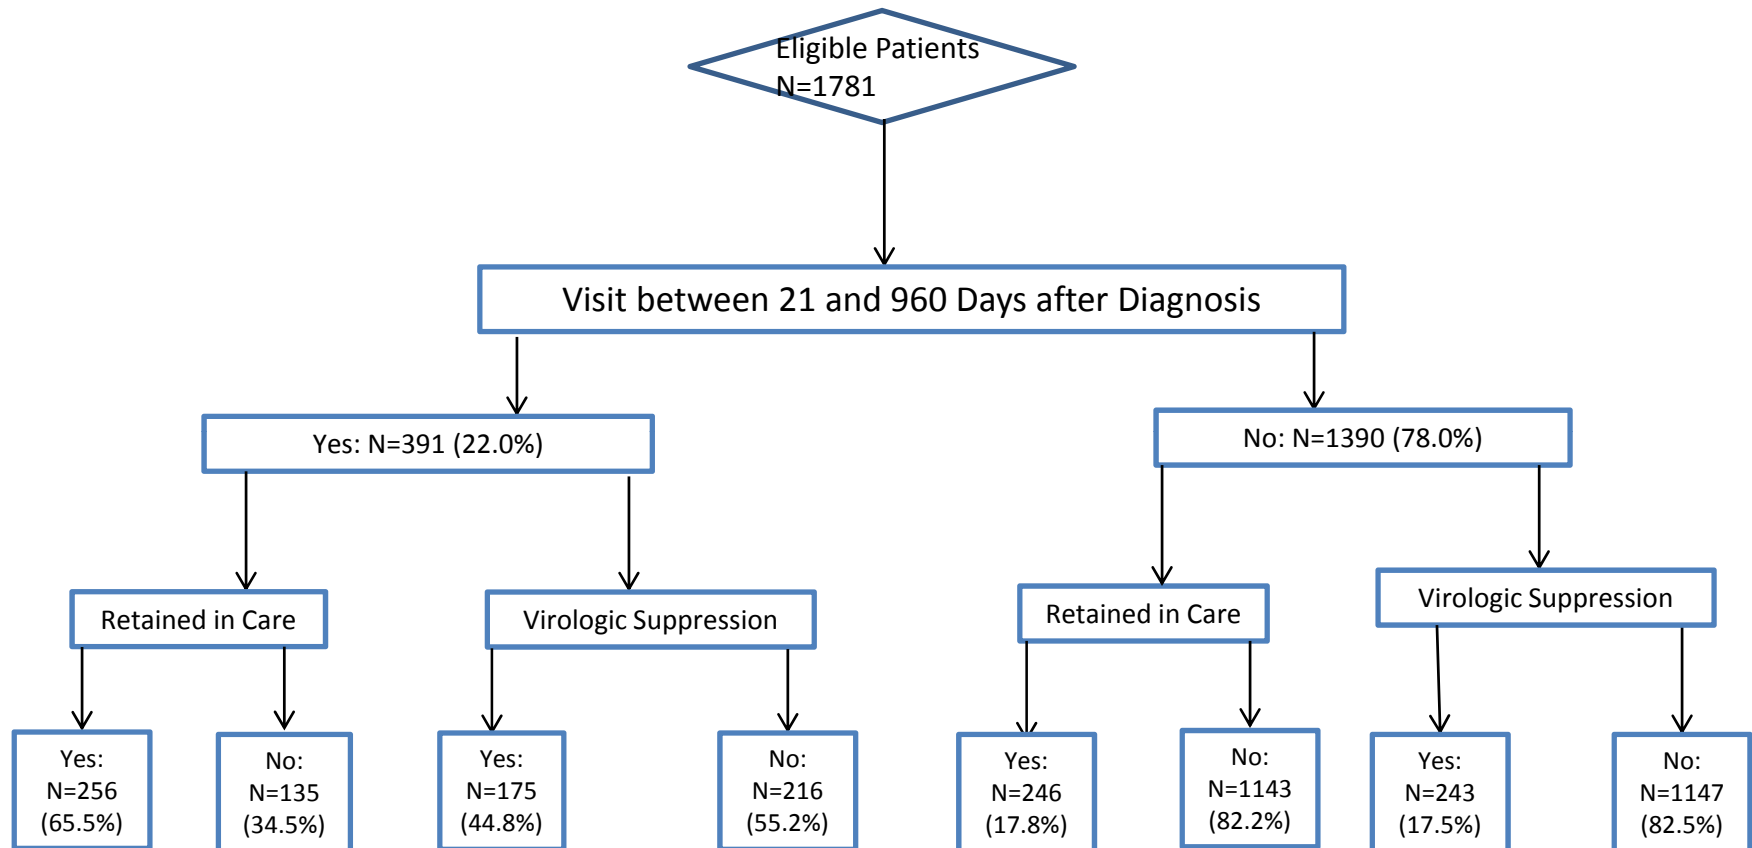 Eligible Patients
N=1781
Visit between 21 and 960 Days after Diagnosis
Yes: N=391 (22.0%)
No: N=1390 (78.0%)
Retained in Care
Virologic Suppression
Retained in Care
Virologic Suppression
Yes:
N=256
(65.5%)
No:
N=135
(34.5%)
Yes:
N=175
(44.8%)
No:
N=216
(55.2%)
Yes:
N=246
(17.8%)
No:
N=1143
(82.2%)
Yes:
N=243
(17.5%)
No:
N=1147
(82.5%)